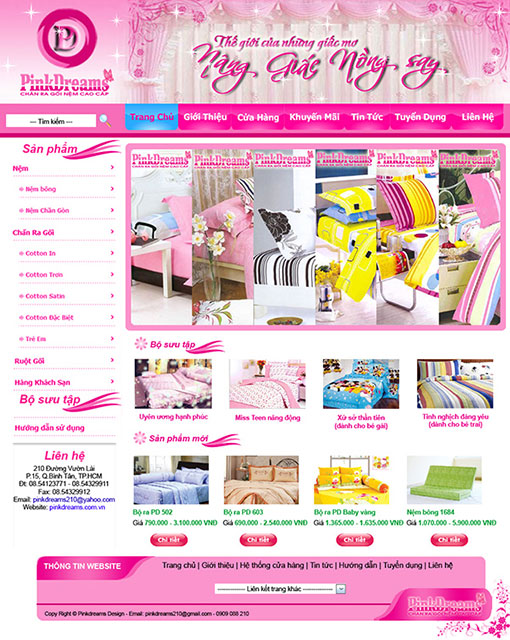 PinkDreams
CHĂN RA GỐI NỆM CAO CẤP
Thế giới của những giấc mơ
Nâng Giấc Nồng Say
--- Tìm kiếm ---
Trang Chủ Giới Thiệu Cửa Hàng Khuyến Mãi Tin Tức Tuyển Dụng Liên Hệ
Sản phẩm
Nệm
Nệm bông
Nệm Chần Gòn
Chăn Ra Gối
Cotton In
Cotton Trơn
Cotton Satin
Cotton Đặc Biệt
Trẻ Em
Ruột Gối
Hàng Khách Sạn
Bộ sưu tập
Hướng dẫn sử dụng
Liên hệ
210 Đường Vườn Lài
P.15, Q.Bình Tân, TP.HCM
Đt: 08.54123771 - 08.54329911
Fax: 08.54329912
Email: pinkdreams210@yahoo.com
Website: pinkdreams.com.vn
PinkDreams PinkDreams PinkDreams PinkDreams PinkDreams PinkDreams
Bộ sưu tập
Uyên ương hạnh phúc
Miss Teen năng động
Xứ sở thần tiên
(dành cho bé gái)
Tinh nghịch đáng yêu
(dành cho bé trai)
Sản phẩm mới
Bộ ra PD 502
Giá 790.000 - 3.100.000 VNĐ
Chi tiết
Bộ ra PD 603
Giá 690.000 - 2.540.000 VNĐ
Chi tiết
Bộ ra PD Baby vàng
Giá 1.365.000 - 1.635.000 VNĐ
Chi tiết
Nệm bông 1684
Giá 1,070.000 - 5.900.000 VNĐ
Chi tiết
THÔNG TIN WEBSITE
Trang chủ | Giới thiệu | Hệ thống cửa hàng | Tin tức | Hướng dẫn | Tuyển dụng | Liên hệ
Liên kết trang khác
Copy Right © Pinkdreams Design - Email: pinkdreams210@gmail.com - 0909 088 210
PinkDreams